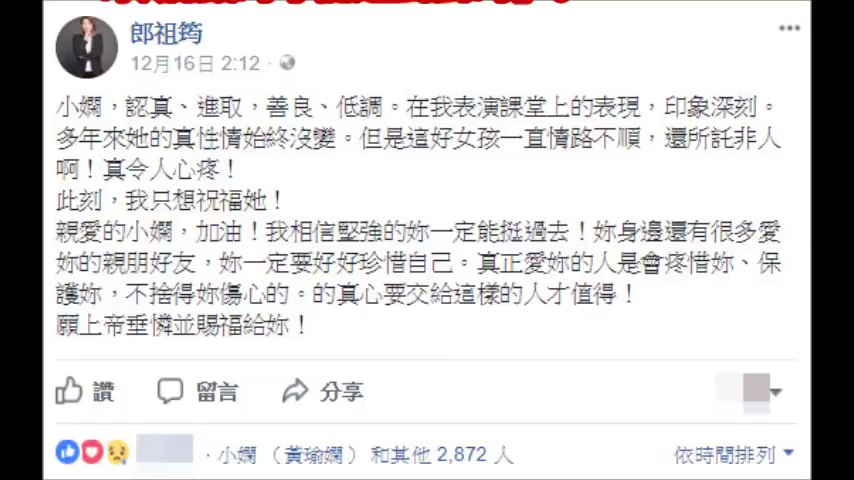 郎祖筠
12月16日 2:12
小嫻，認真、進取，善良、低調。在我表演課堂上的表現，印象深刻。
多年來她的真性情始終沒變。但是這好女孩一直情路不順，還所託非人
啊！真令人心疼！
此刻，我只想祝福她！
親愛的小嫻，加油！我相信堅強的妳一定能挺過去！妳身邊還有很多愛
妳的親朋好友，妳一定要好好珍惜自己。真正愛妳的人是會疼惜妳、保
護妳，不捨得妳傷心的。的真心要交給這樣的人才值得！
願上帝垂憐並賜福給妳！
讚 留言 分享
小嫻（黃瑜嫻）和其他 2,872 人 依時間排列